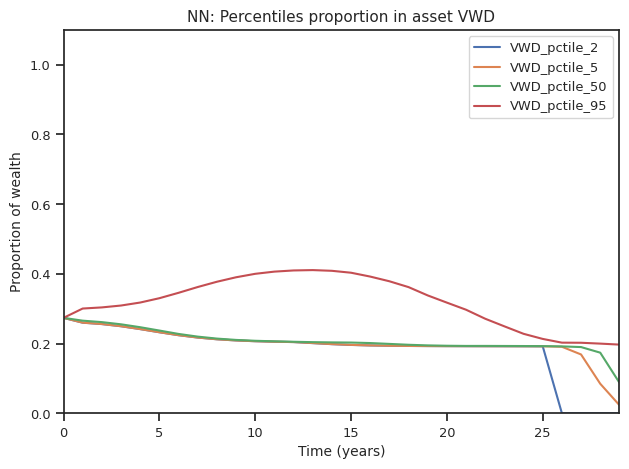 NN: Percentiles proportion in asset VWD
VWD_pctile_2
VWD_pctile_5
VWD_pctile_50
VWD_pctile_95
Proportion of wealth
1.0
0.8
0.6
0.4
0.2
0.0
0 5 10 15 20 25
Time (years)